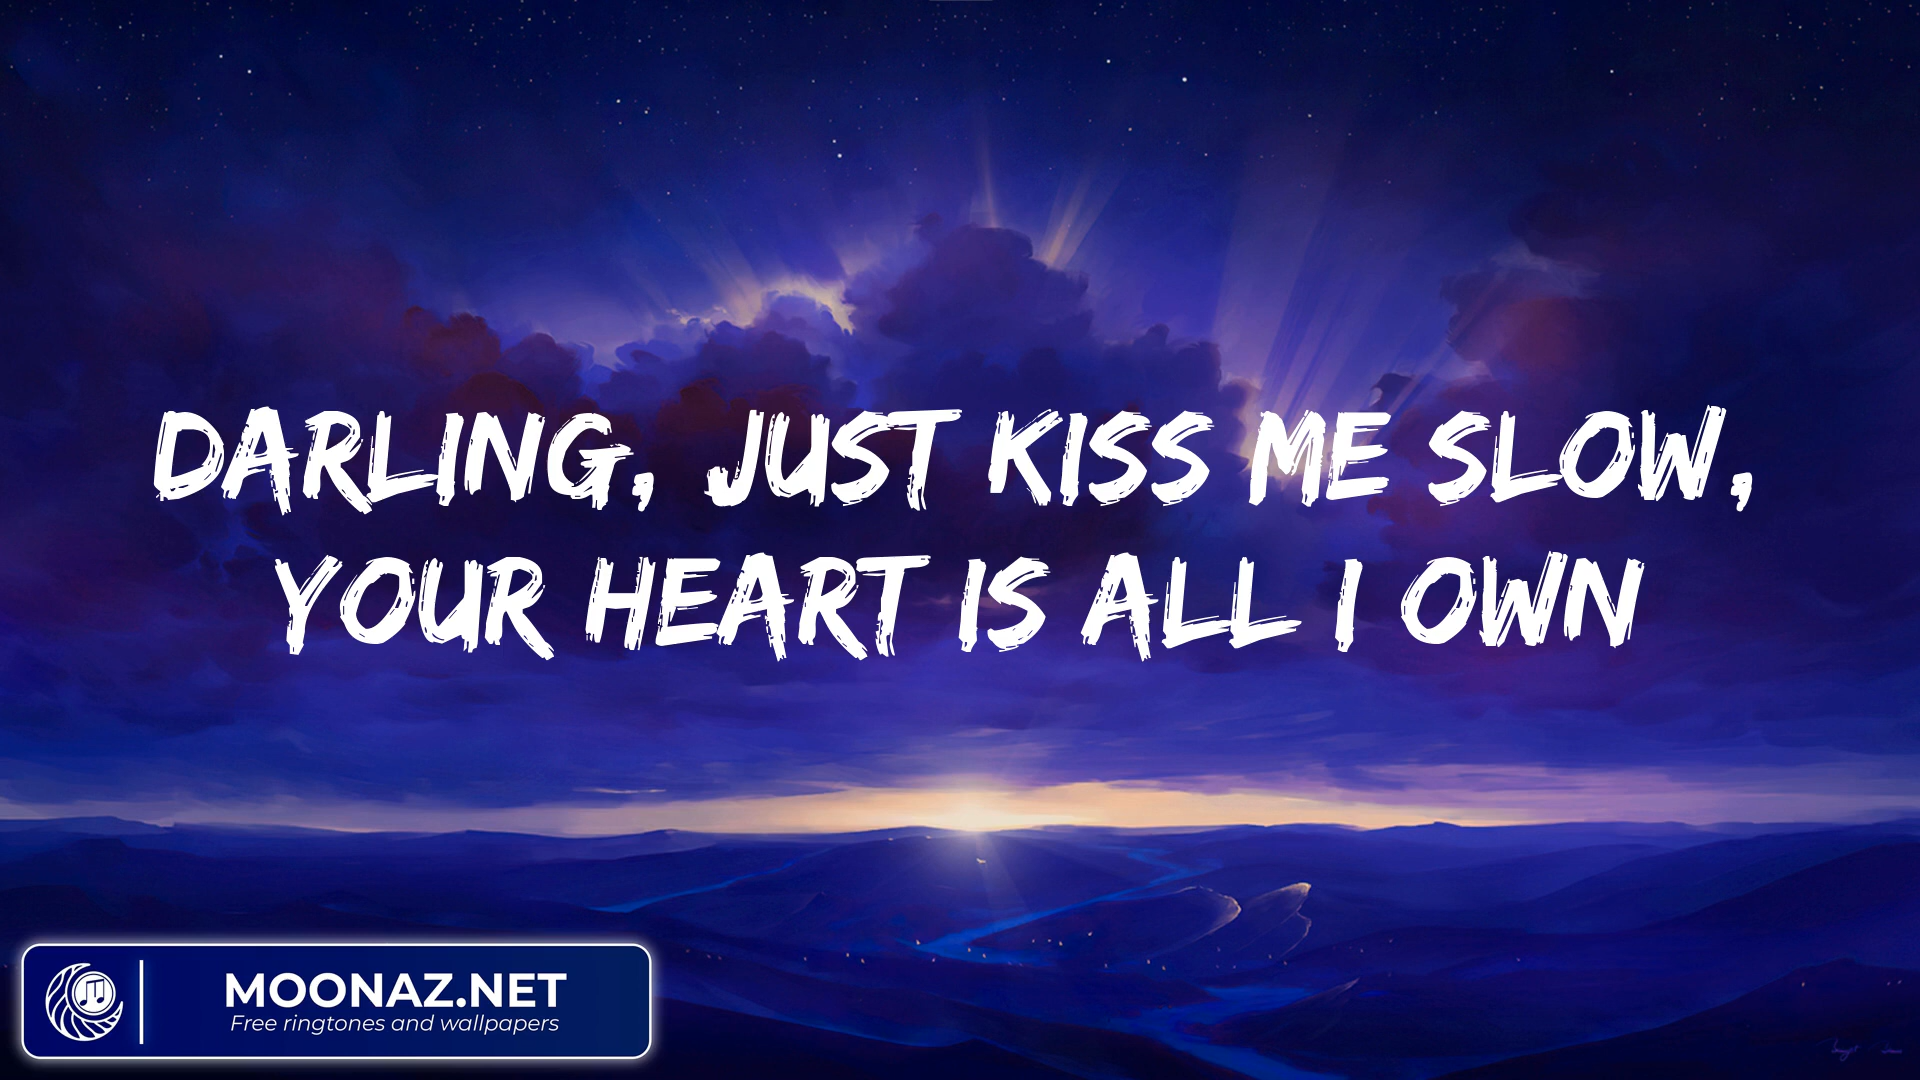 DARLING, JUST KISS ME SLOW,
YOUR HEART IS ALL I OWN
MOONAZ.NET
Free ringtones and wallpapers